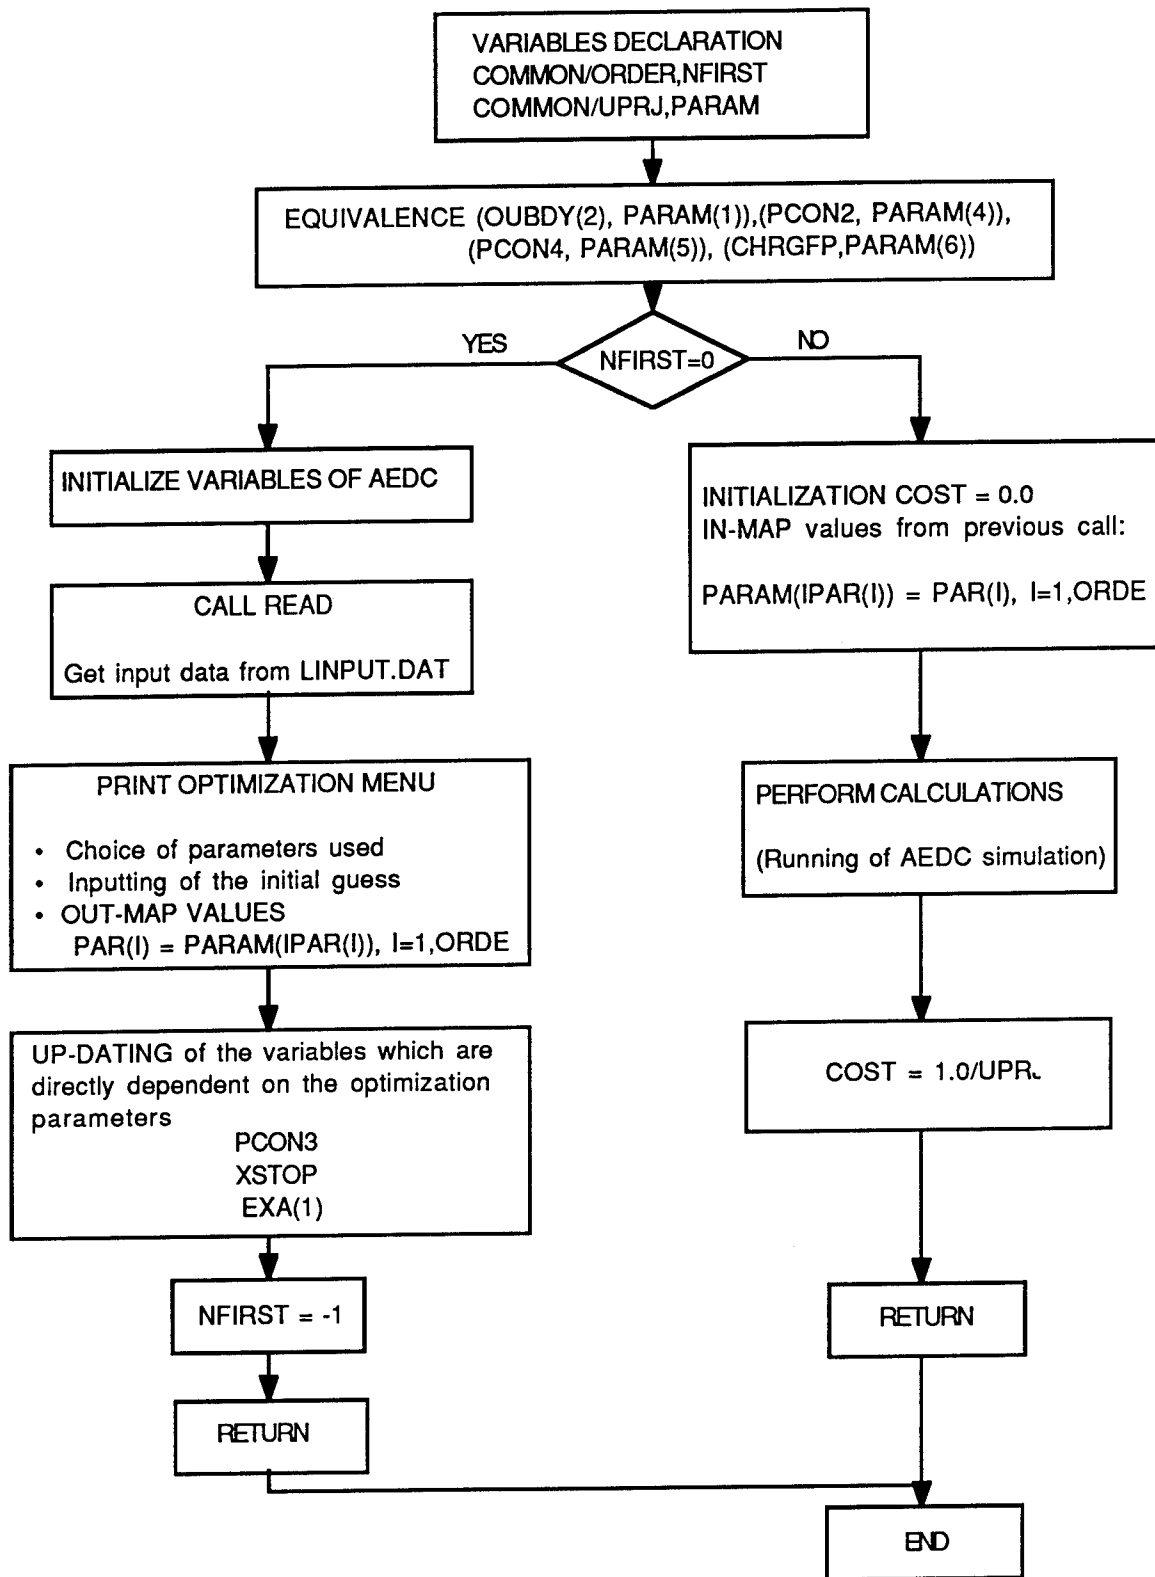 VARIABLES DECLARATION
COMMON/ORDER,NFIRST
COMMON/UPRJ,PARAM
EQUIVALENCE (OUBDY(2), PARAM(1)),(PCON2, PARAM(4)),
(PCON4, PARAM(5)), (CHRGFP,PARAM(6))
YES
NO
NFIRST=0
INITIALIZE VARIABLES OF AEDC
CALL READ
Get input data from LINPUT.DAT
PRINT OPTIMIZATION MENU
• Choice of parameters used
• Inputting of the initial guess
• OUT-MAP VALUES
PAR(I) = PARAM(IPAR(I)), I=1,ORDE
UP-DATING of the variables which are
directly dependent on the optimization
parameters
PCON3
XSTOP
EXA(1)
NFIRST = -1
RETURN
INITIALIZATION COST = 0.0
IN-MAP values from previous call:
PARAM(IPAR(I)) = PAR(I), I=1,ORDE
PERFORM CALCULATIONS
(Running of AEDC simulation)
COST = 1.0/UPRJ
RETURN
END